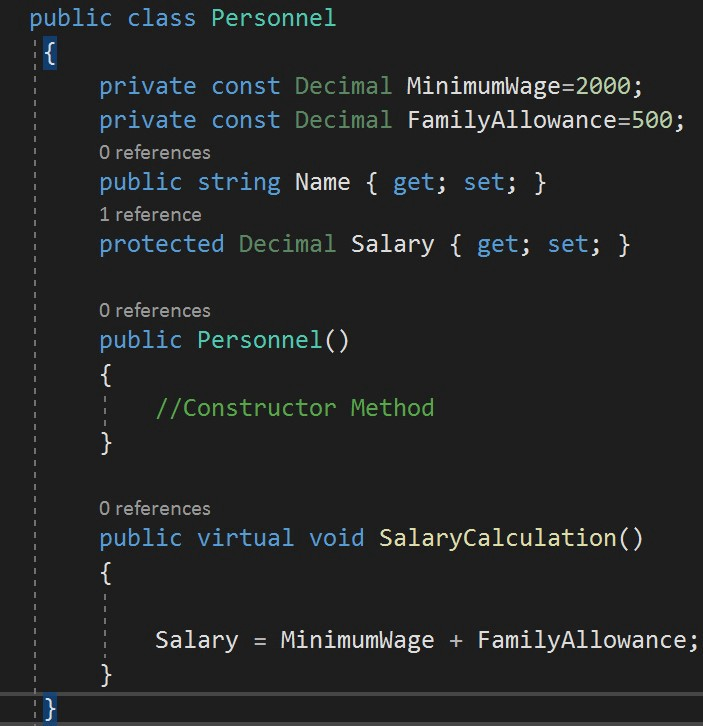 public class Personnel
{
private const Decimal MinimumWage=2000;
private const Decimal FamilyAllowance=500;
0 references
public string Name { get; set; }
1 reference
protected Decimal Salary { get; set; }
0 references
public Personnel()
{
//Constructor Method
}
0 references
public virtual void SalaryCalculation()
{
Salary = MinimumWage + FamilyAllowance;
}
}